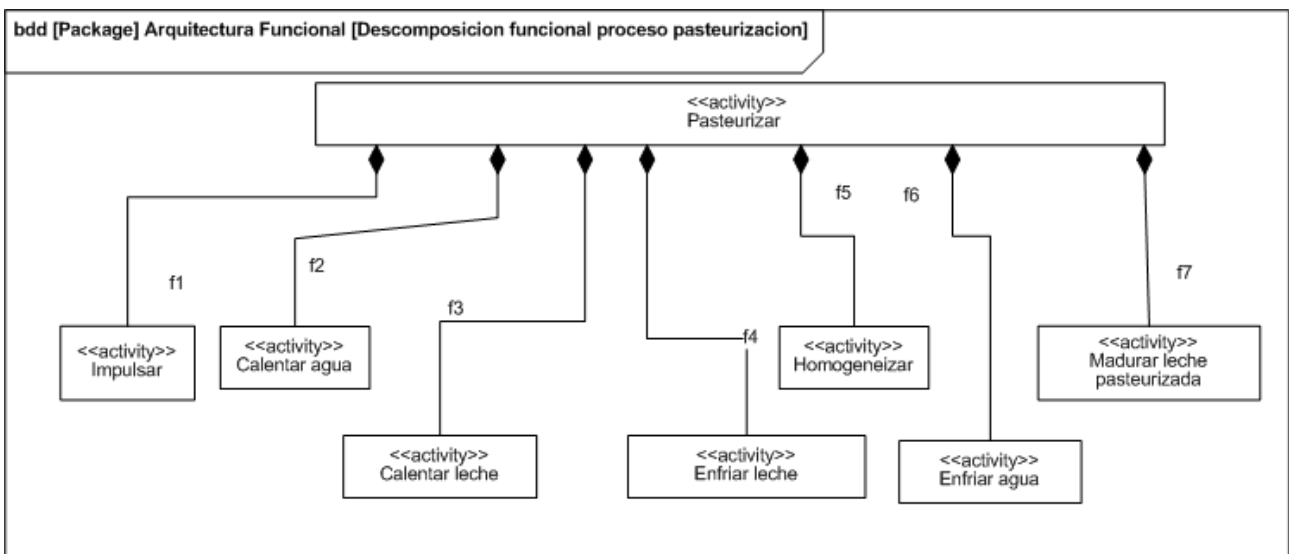 bdd [Package] Arquitectura Funcional [Descomposicion funcional proceso pasteurizacion]
<<activity>>
Pasteurizar
f5
f6
f2
f7
f1
f3
f4
<<activity>>
Impulsar
<<activity>>
Calentar agua
<<activity>>
Homogeneizar
<<activity>>
Madurar leche
pasteurizada
<<activity>>
Calentar leche
<<activity>>
Enfriar leche
<<activity>>
Enfriar agua